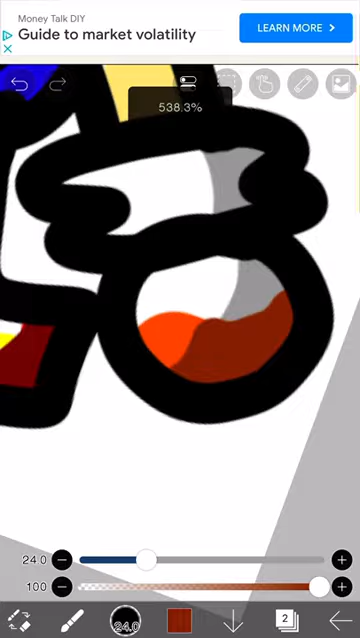 Money Talk DIY
Guide to market volatility
LEARN MORE
538.3%
24.0
100
24.0
2